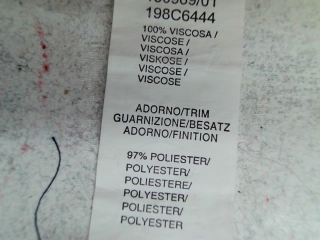 198C6444
100% VISCOSA /
VISCOSE /
VISCOSA /
VISKOSE /
VISCOSE /
VISCOSE
ADORNO/TRIM
GUARNIZIONE/BESATZ
ADORNO/FINITION
97% POLIESTER/
POLYESTER/
POLIESTERE/
POLYESTER/
POLIESTER/
POLYESTER